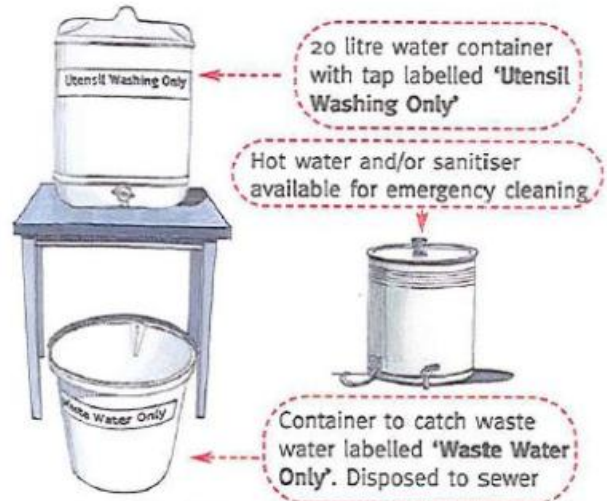 Utensil Washing Only
20 litre water container
with tap labelled ‘Utensil
Washing Only’
Hot water and/or sanitiser
available for emergency cleaning
Waste Water Only
Container to catch waste
water labelled ‘Waste Water
Only’. Disposed to sewer